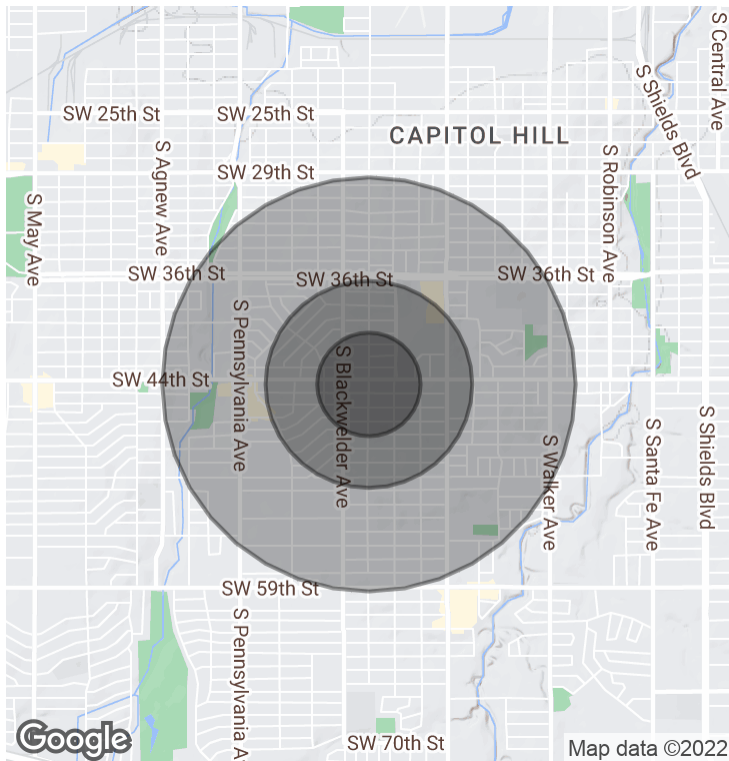 S Central Ave
S Shields Blvd
SW 25th St
SW 25th St
CAPITOL HILL
S Agnew Ave
SW 29th St
S Robinson Ave
S May Ave
SW 36th St
SW 36th St
SW 36th St
S Pennsylvania Ave
S Blackwelder Ave
SW 44th St
S Walker Ave
S Santa Fe Ave
S Shields Blvd
SW 59th St
S Pennsylvania A
SW 70th St
Google
Map data ©2022